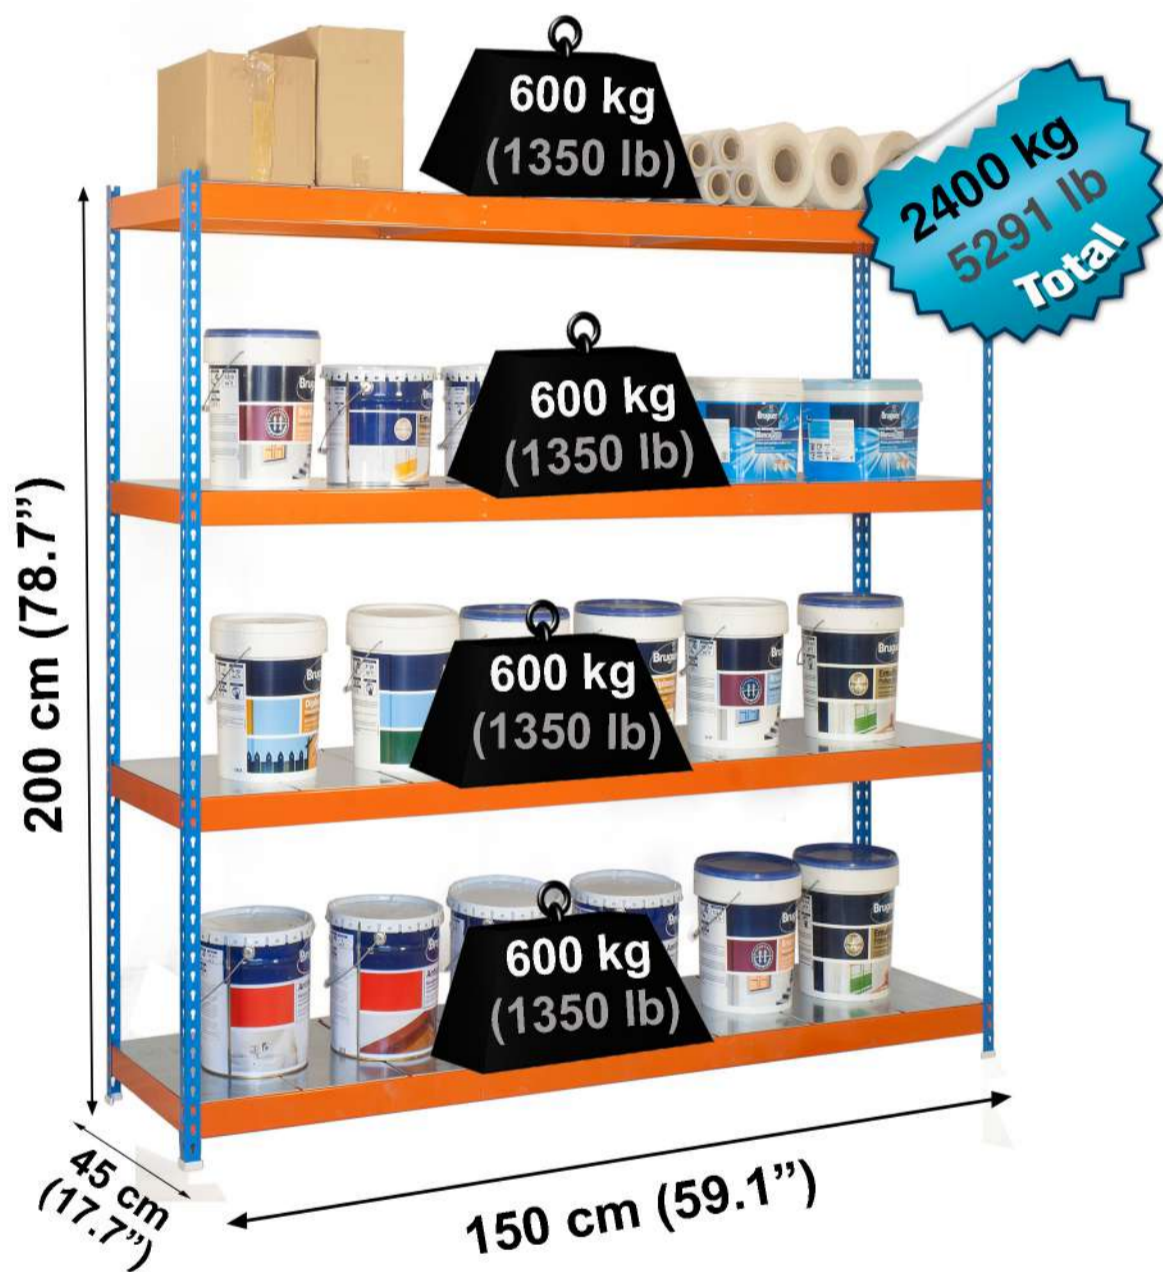 600 kg
(1350 lb)
2400 kg
5291 lb
Total
600 kg
(1350 lb)
600 kg
(1350 lb)
600 kg
(1350 lb)
200 cm (78.7”)
45 cm
(17.7”)
150 cm (59.1”)